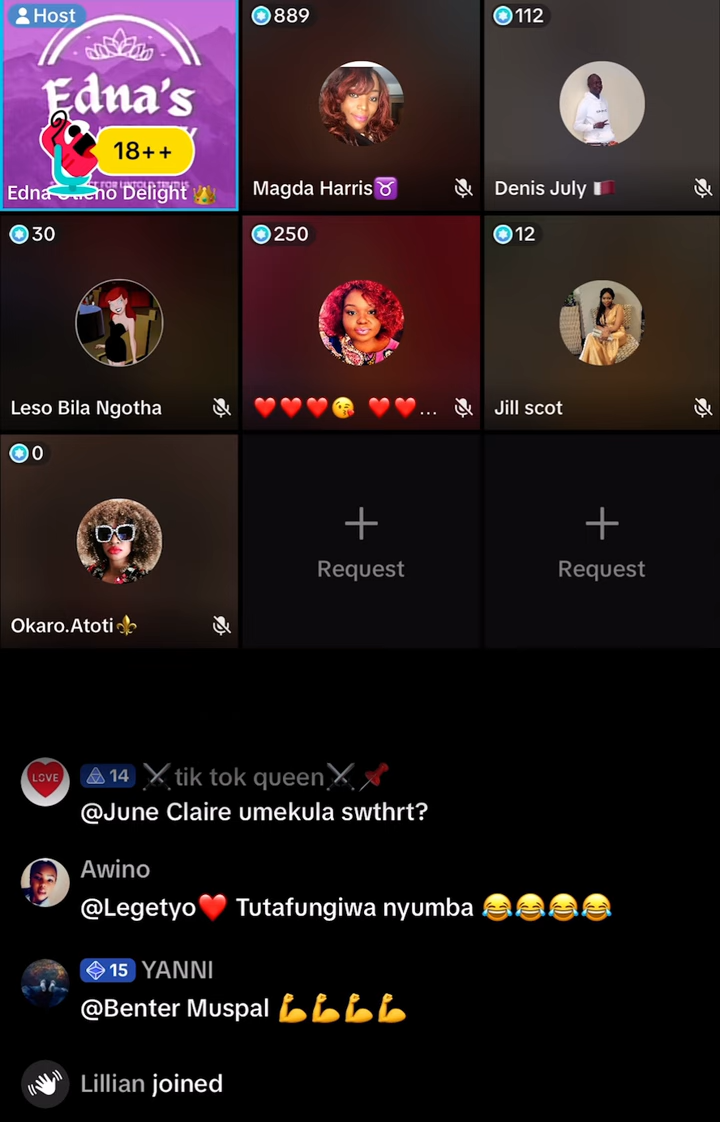 Host
Edna's
18++
Edna Otieno Delight 👑
889
Magda Harris♉
112
Denis July 🇶🇦
30
Leso Bila Ngotha
250
❤️❤️❤️😘 ❤️❤️...
12
Jill scot
0
Okaro.Atoti⚜️
+
Request
+
Request
LOVE
14 ⚔️tik tok queen⚔️📌
@June Claire umekula swthrt?
Awino
@Legetyo❤️ Tutafungiwa nyumba 😂😂😂😂
15 YANNI
@Benter Muspal 💪💪💪💪
Lillian joined